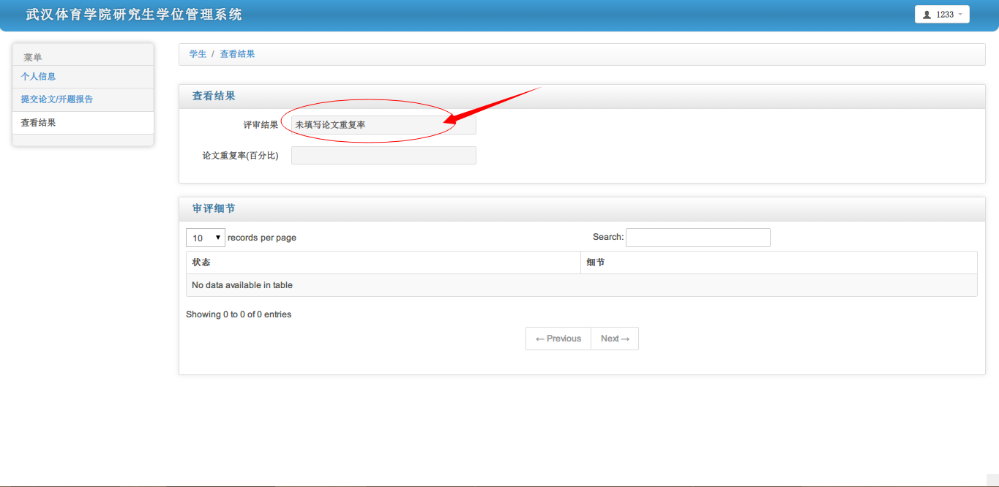 武汉体育学院研究生学位管理系统
1233
菜单
个人信息
提交论文/开题报告
查看结果
学生 / 查看结果
查看结果
评审结果 未填写论文重复率
论文重复率(百分比)
审评细节
10 records per page Search:
状态 细节
No data available in table
Showing 0 to 0 of 0 entries
← Previous Next →